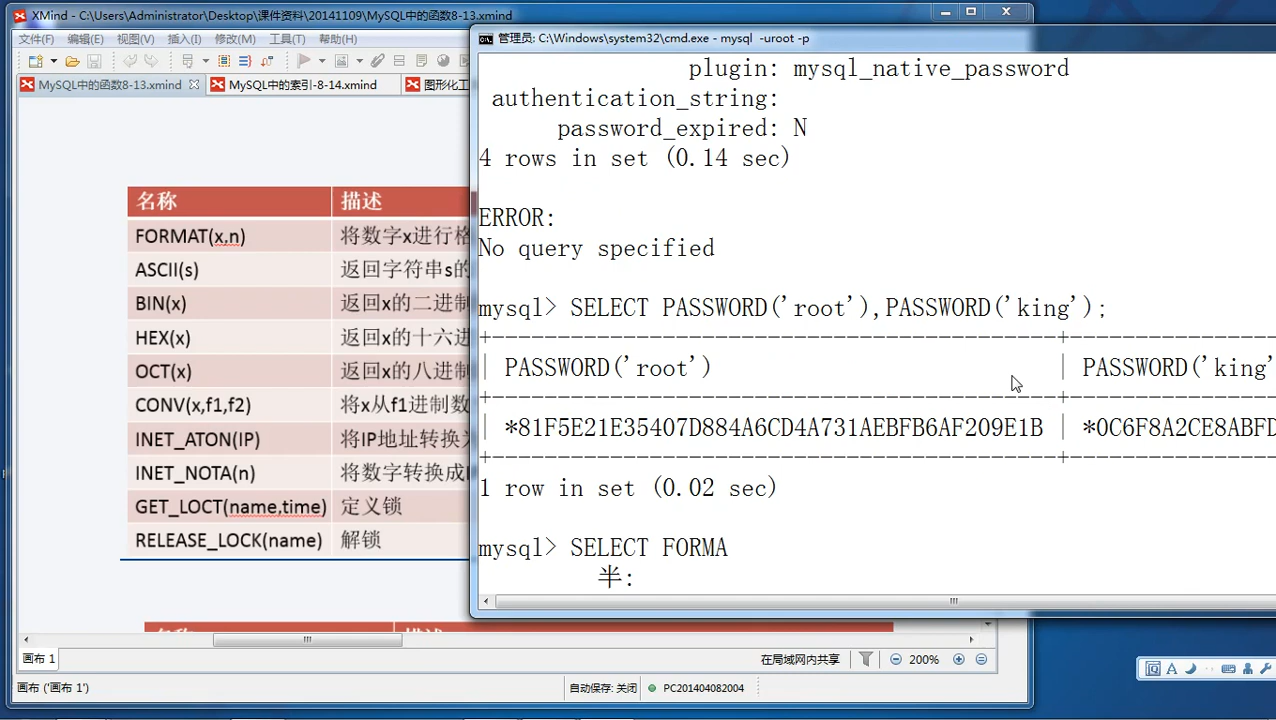 XMind - C:\Users\Administrator\Desktop\课件资料\20141109\MySQL中的函数8-13.xmind
文件(F) 编辑(E) 视图(V) 插入(I) 修改(M) 工具(T) 帮助(H)
MySQL中的函数8-13.xmind MySQL中的索引-8-14.xmind 图形化工
名称 描述
FORMAT(x,n) 将数字x进行格
ASCII(s) 返回字符串s的
BIN(x) 返回x的二进制
HEX(x) 返回x的十六进
OCT(x) 返回x的八进制
CONV(x,f1,f2) 将x从f1进制数
INET_ATON(IP) 将IP地址转换为
INET_NOTA(n) 将数字转换成I
GET_LOCT(name,time) 定义锁
RELEASE_LOCK(name) 解锁
画布 1
在局域网内共享 200%
画布 ('画布 1') 自动保存: 关闭 PC201404082004
管理员: C:\Windows\system32\cmd.exe - mysql -uroot -p
plugin: mysql_native_password
authentication_string:
password_expired: N
4 rows in set (0.14 sec)
ERROR:
No query specified
mysql> SELECT PASSWORD('root'),PASSWORD('king');
+-------------------------------------------+----------------
| PASSWORD('root') | PASSWORD('king'
+-------------------------------------------+----------------
| *81F5E21E35407D884A6CD4A731AEBFB6AF209E1B | *0C6F8A2CE8ABFD
+-------------------------------------------+----------------
1 row in set (0.02 sec)
mysql> SELECT FORMA
半: